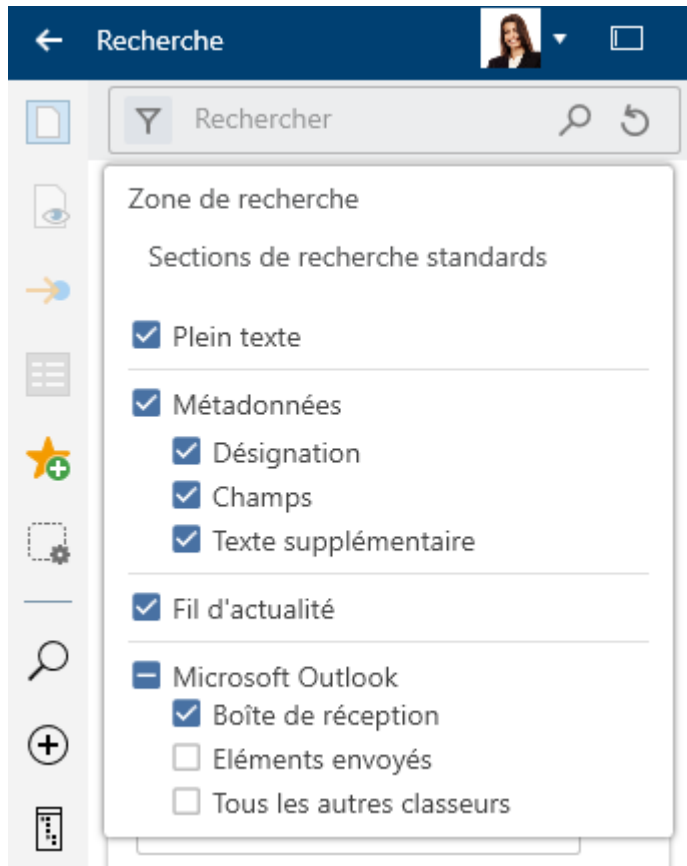 Recherche
Rechercher
Zone de recherche
Sections de recherche standards
Plein texte
Métadonnées
Désignation
Champs
Texte supplémentaire
Fil d'actualité
Microsoft Outlook
Boîte de réception
Eléments envoyés
Tous les autres classeurs